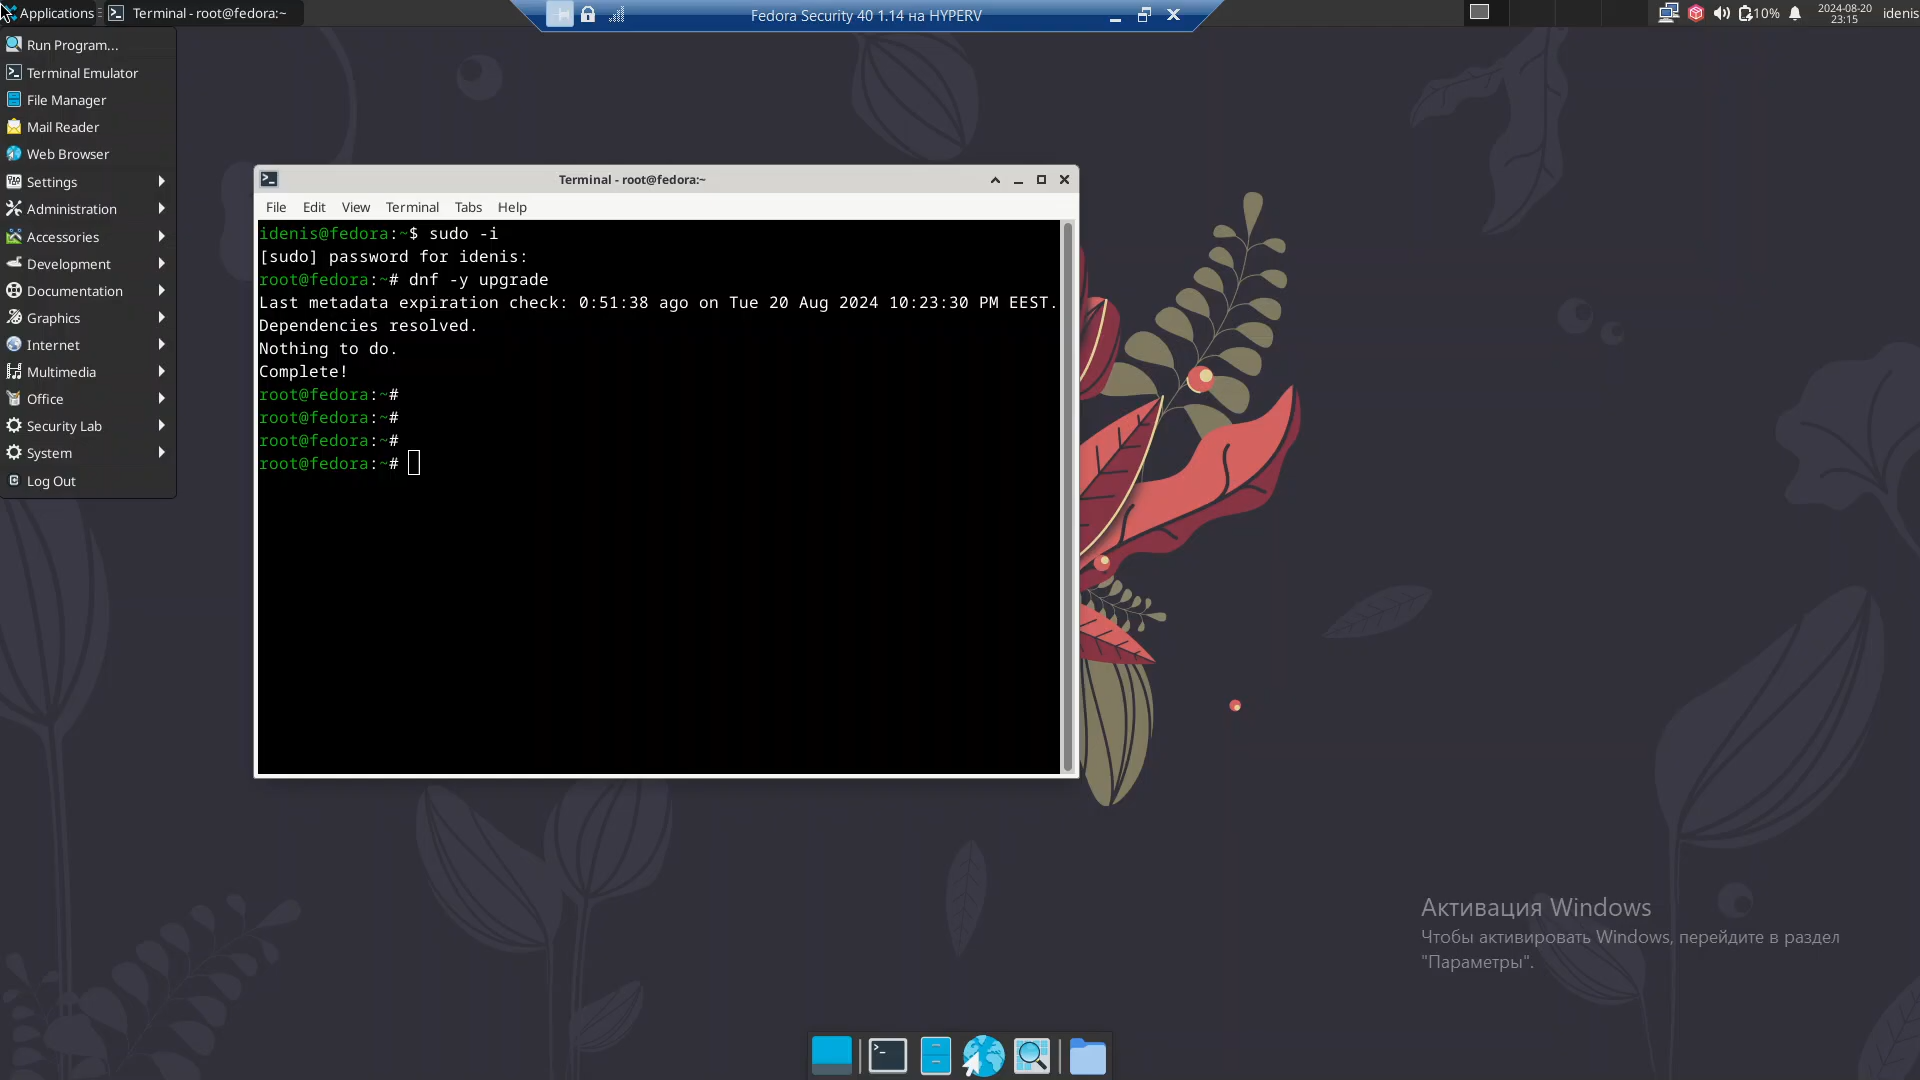 Applications
Terminal - root@fedora:~
Fedora Security 40 1.14 на HYPERV
10%
2024-08-20
23:15
idenis
Run Program...
Terminal Emulator
File Manager
Mail Reader
Web Browser
Settings
Administration
Accessories
Development
Documentation
Graphics
Internet
Multimedia
Office
Security Lab
System
Log Out
Terminal - root@fedora:~
File Edit View Terminal Tabs Help
idenis@fedora:~$ sudo -i
[sudo] password for idenis:
root@fedora:~# dnf -y upgrade
Last metadata expiration check: 0:51:38 ago on Tue 20 Aug 2024 10:23:30 PM EEST.
Dependencies resolved.
Nothing to do.
Complete!
root@fedora:~#
root@fedora:~#
root@fedora:~#
root@fedora:~#
Активация Windows
Чтобы активировать Windows, перейдите в раздел
"Параметры".